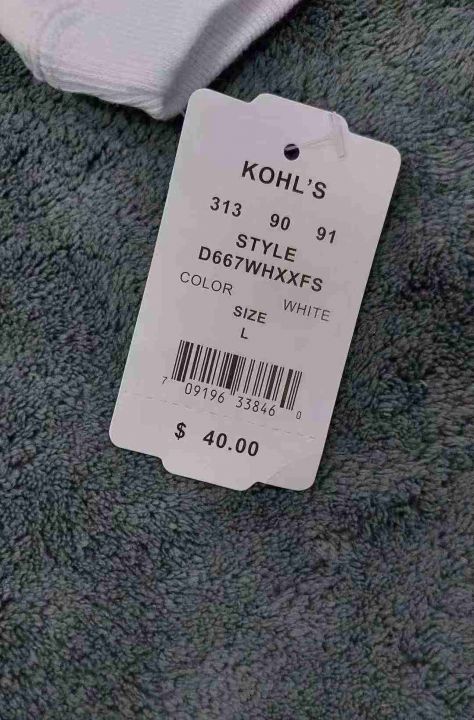 KOHL'S
313 90 91
STYLE
D667WHXXFS
COLOR WHITE
SIZE
L
7 09196 33846 0
$ 40.00